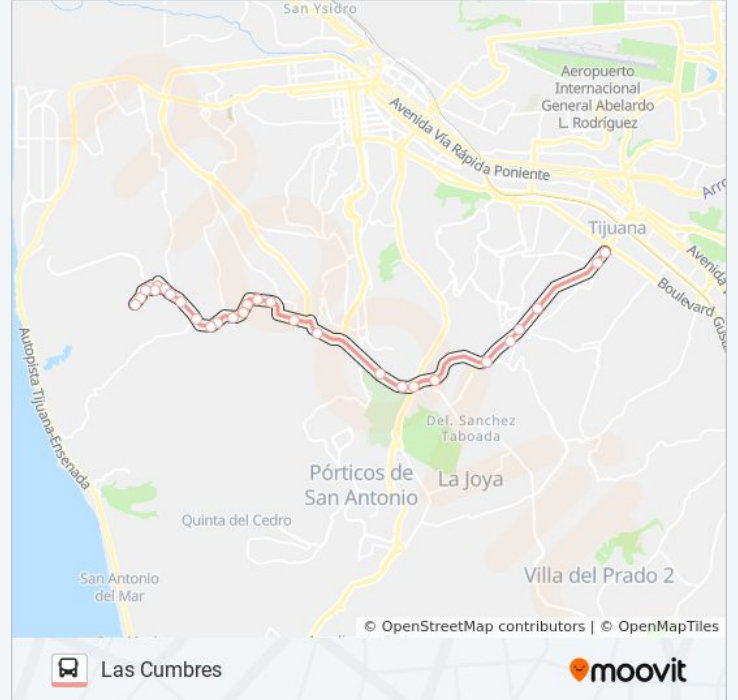 San Ysidro
Aeropuerto
Internacional
General Abelardo
L. Rodríguez
Avenida Vía Rápida Poniente
Tijuana
Avenida
Boulevard
Autopista Tijuana-Ensenada
Del. Sanchez
Taboada
Pórticos de
San Antonio
La Joya
Quinta del Cedro
Villa del Prado 2
San Antonio
del Mar
© OpenStreetMap contributors | © OpenMapTiles
Las Cumbres
moovit